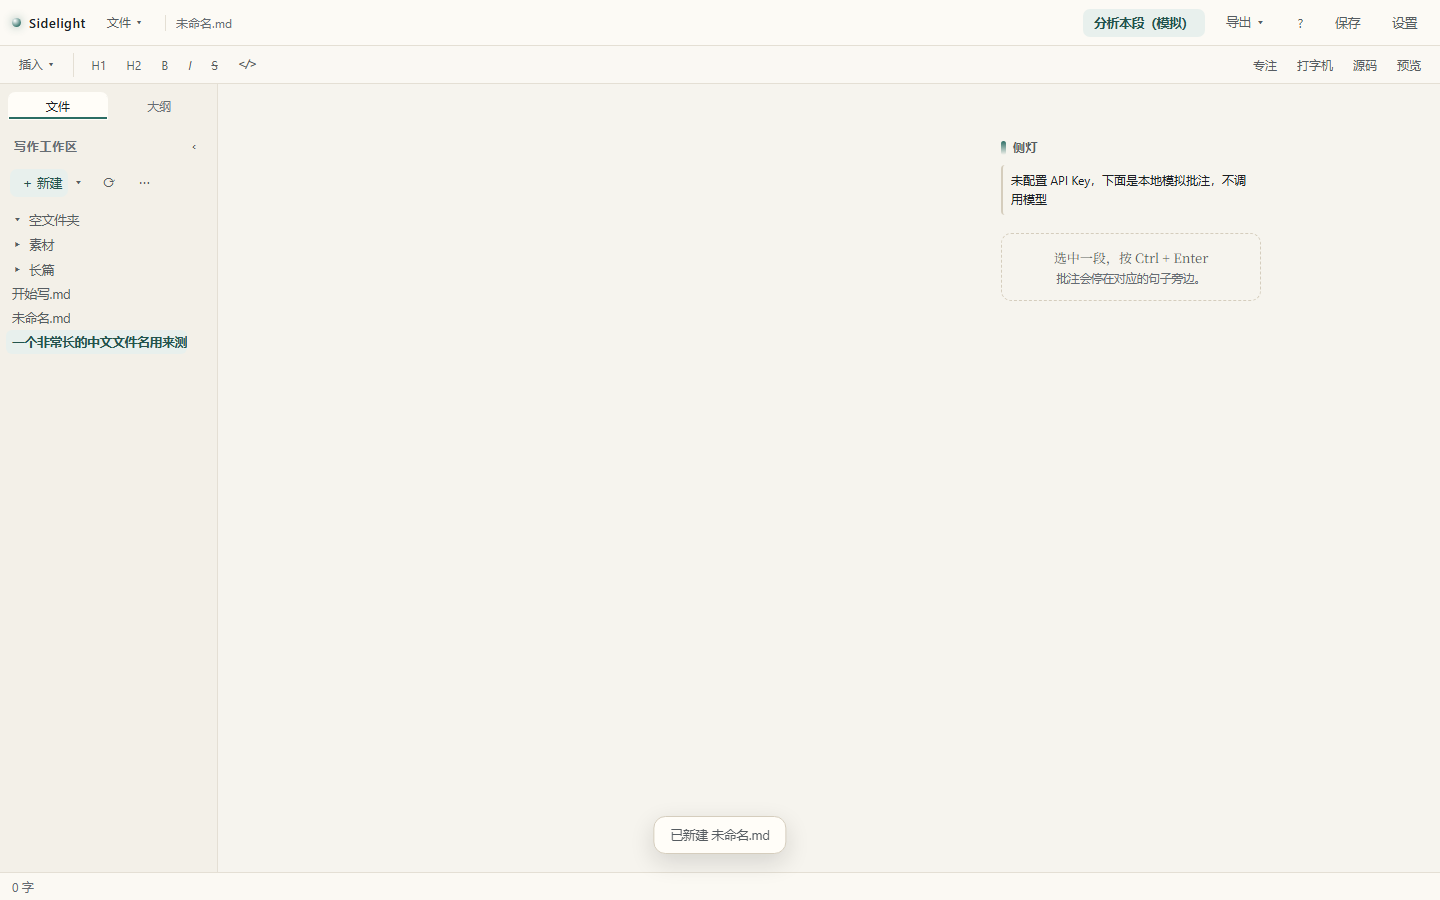 Sidelight 文件 未命名.md 分析本段（模拟） 导出 ? 保存 设置
插入 H1 H2 B I S </> 专注 打字机 源码 预览
文件 大纲
写作工作区
+ 新建 ...
空文件夹
素材
长篇
开始写.md
未命名.md
一个非常长的中文文件名用来测
侧灯
未配置 API Key，下面是本地模拟批注，不调
用模型
选中一段，按 Ctrl + Enter
批注会停在对应的句子旁边。
已新建 未命名.md
0 字